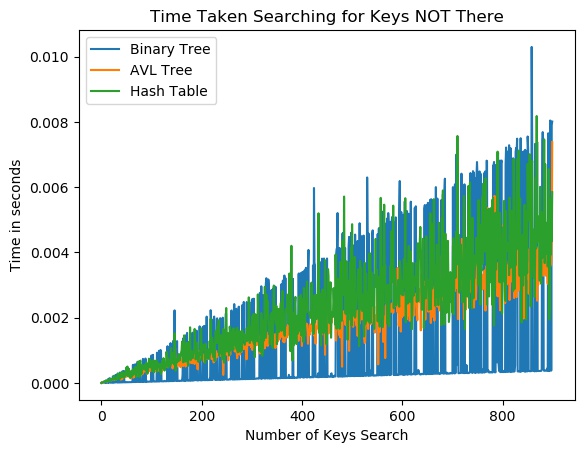 Time Taken Searching for Keys NOT There
Binary Tree
AVL Tree
Hash Table
0.010
0.008
0.006
0.004
0.002
0.000
Time in seconds
0
200
400
600
800
Number of Keys Search